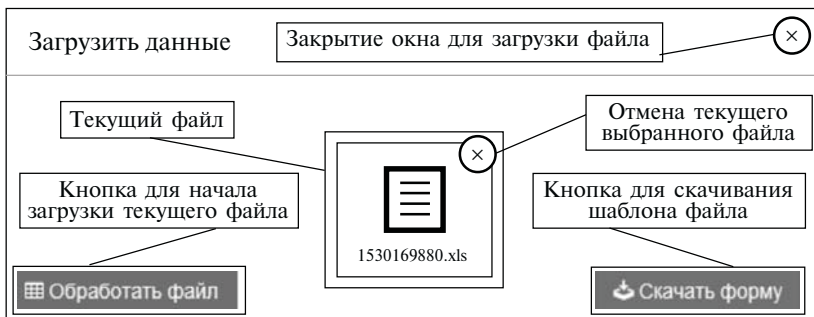 Загрузить данные
Закрытие окна для загрузки файла
×
Текущий файл
Отмена текущего
выбранного файла
×
Кнопка для начала
загрузки текущего файла
Кнопка для скачивания
шаблона файла
1530169880.xls
Обработать файл
Скачать форму